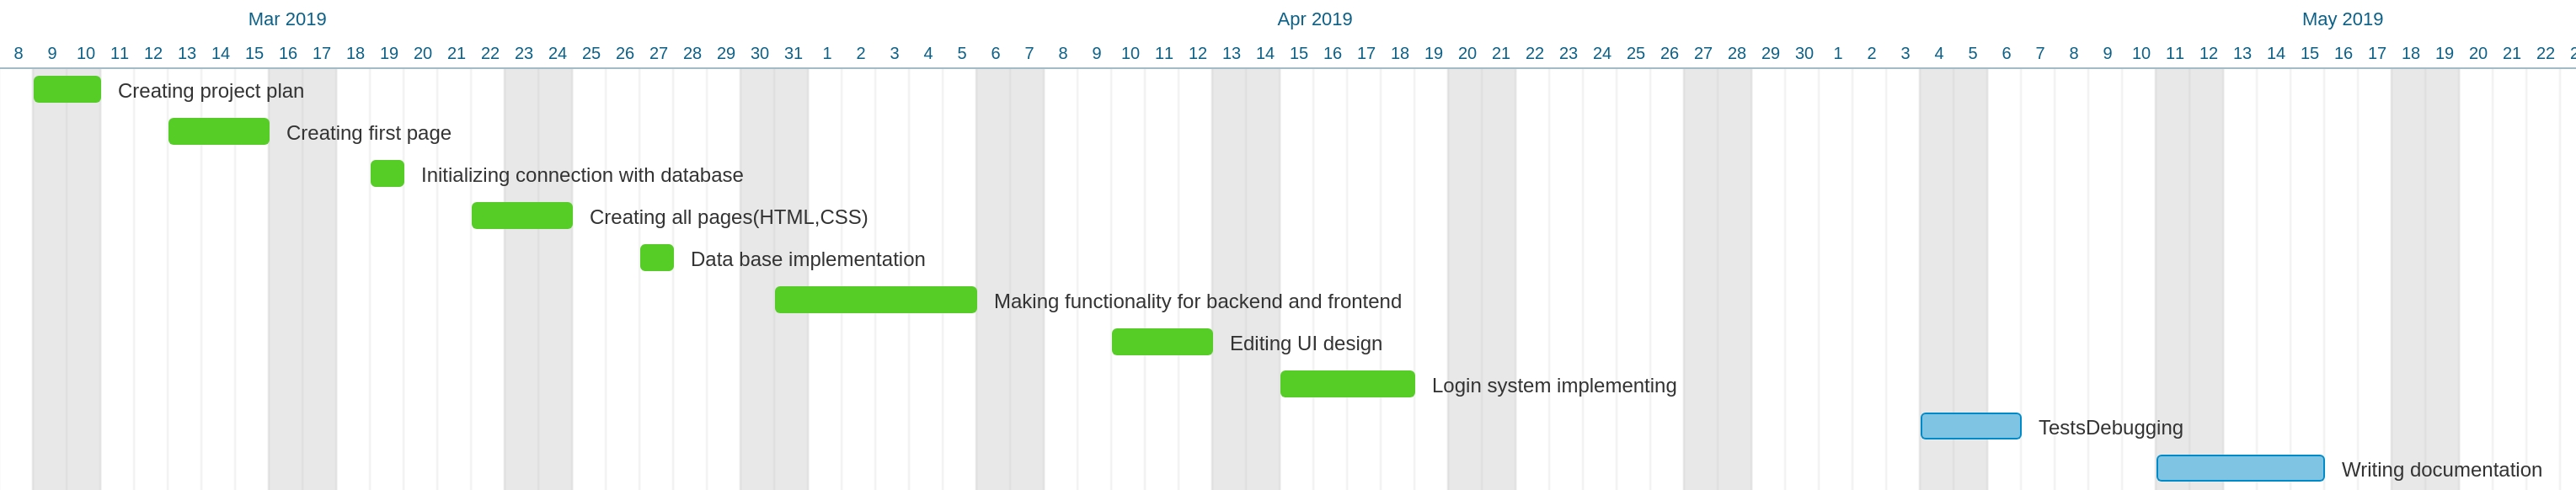 Mar 2019 Apr 2019 May 2019
8 9 10 11 12 13 14 15 16 17 18 19 20 21 22 23 24 25 26 27 28 29 30 31 1 2 3 4 5 6 7 8 9 10 11 12 13 14 15 16 17 18 19 20 21 22 23 24 25 26 27 28 29 30 1 2 3 4 5 6 7 8 9 10 11 12 13 14 15 16 17 18 19 20 21 22
Creating project plan
Creating first page
Initializing connection with database
Creating all pages(HTML,CSS)
Data base implementation
Making functionality for backend and frontend
Editing UI design
Login system implementing
TestsDebugging
Writing documentation